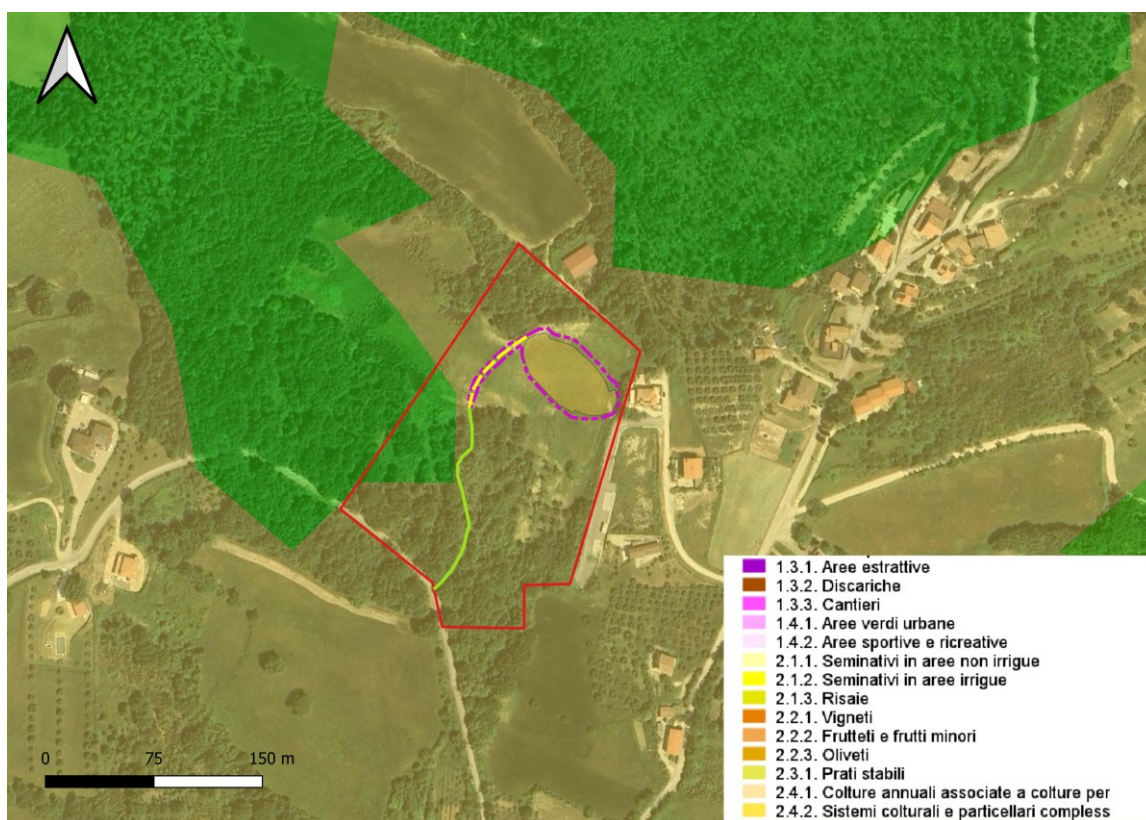 0 75 150 m
1.3.1. Aree estrattive
1.3.2. Discariche
1.3.3. Cantieri
1.4.1. Aree verdi urbane
1.4.2. Aree sportive e ricreative
2.1.1. Seminativi in aree non irrigue
2.1.2. Seminativi in aree irrigue
2.1.3. Risaie
2.2.1. Vigneti
2.2.2. Frutteti e frutti minori
2.2.3. Oliveti
2.3.1. Prati stabili
2.4.1. Colture annuali associate a colture per
2.4.2. Sistemi colturali e particellari compless